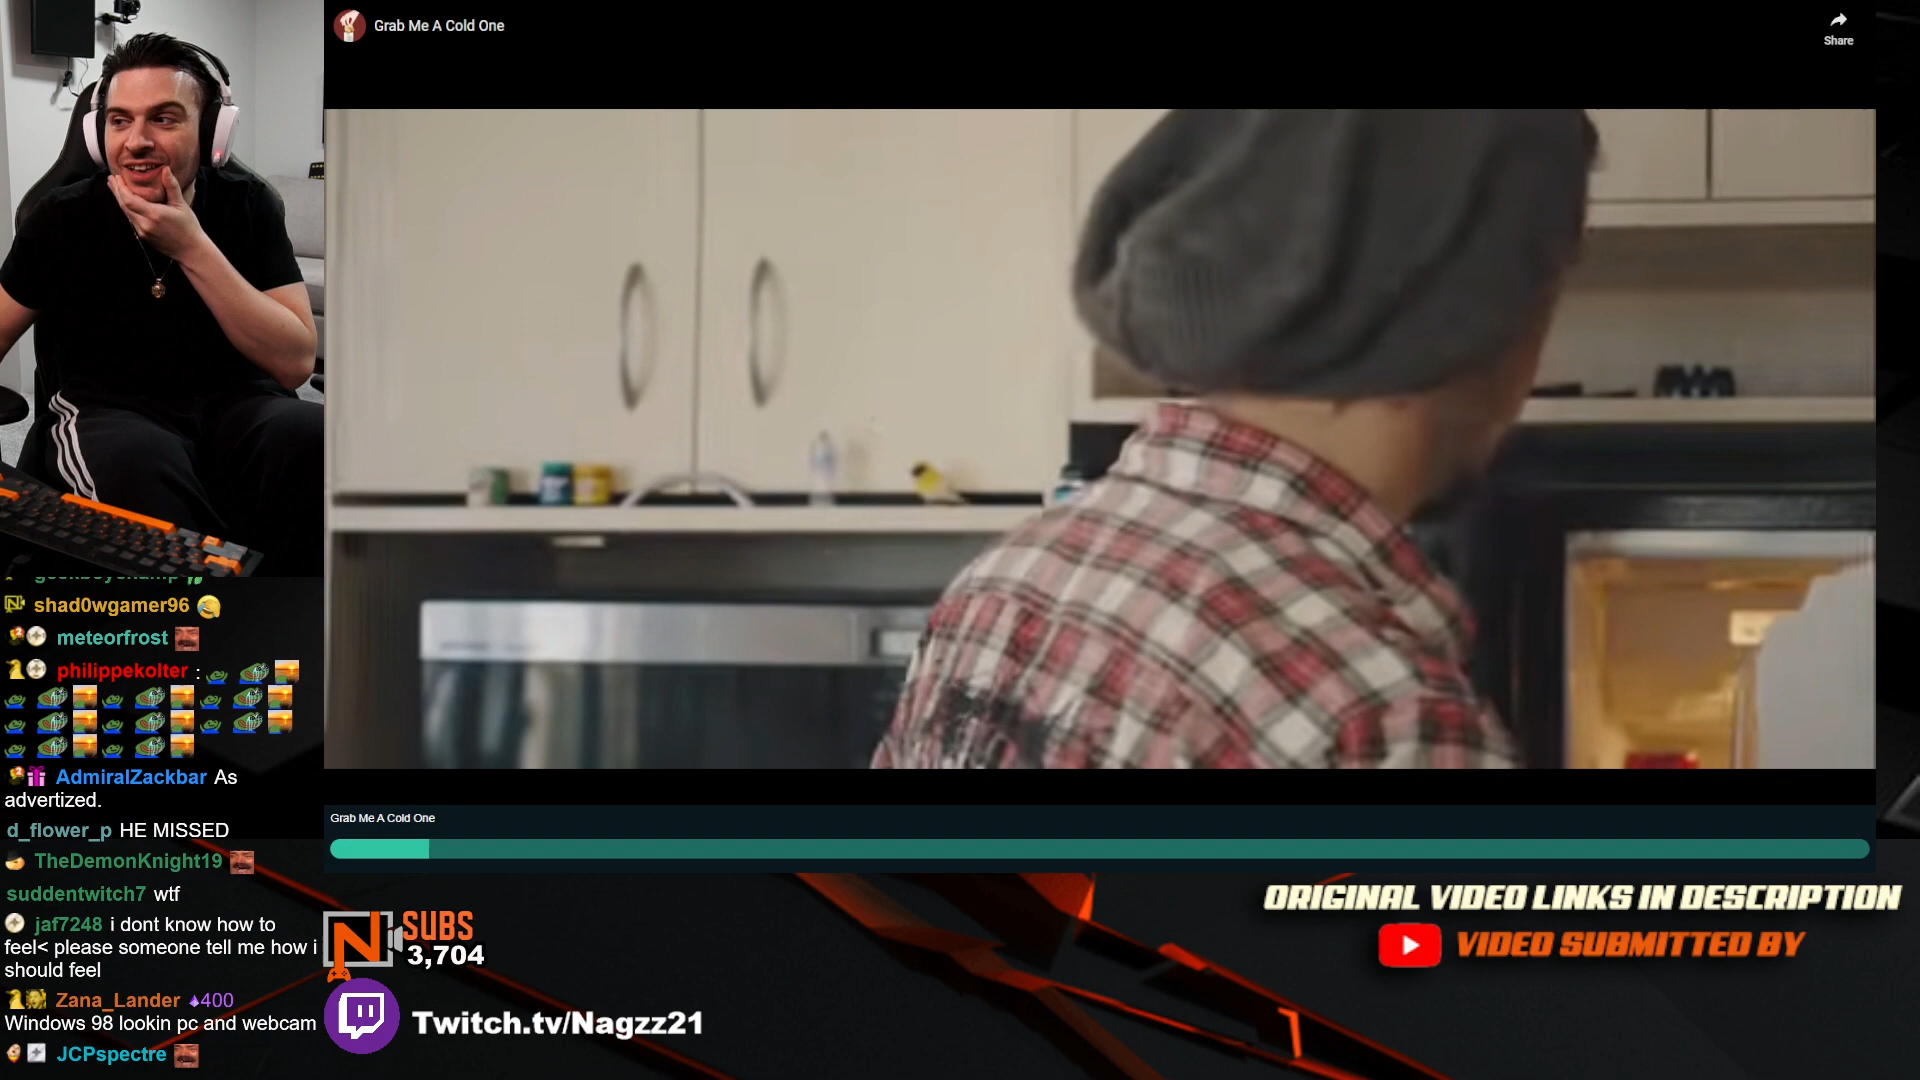 Grab Me A Cold One
Share
shad0wgamer96
meteorfrost
philippekolter :
AdmiralZackbar As
advertized.
d_flower_p HE MISSED
TheDemonKnight19
suddentwitch7 wtf
jaf7248 i dont know how to
feel< please someone tell me how i
should feel
Zana_Lander 400
Windows 98 lookin pc and webcam
JCPspectre
Grab Me A Cold One
N SUBS
3,704
Twitch.tv/Nagzz21
ORIGINAL VIDEO LINKS IN DESCRIPTION
VIDEO SUBMITTED BY